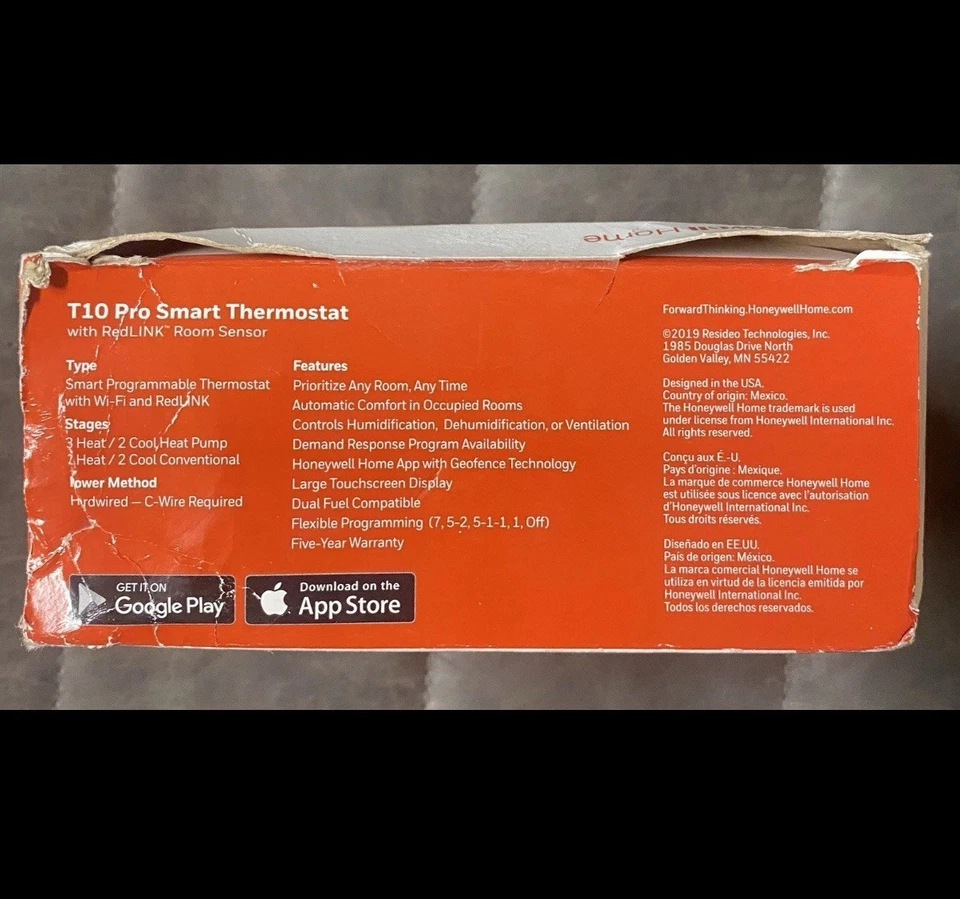 Home
T10 Pro Smart Thermostat
with RedLINK™ Room Sensor
Type
Smart Programmable Thermostat
with Wi-Fi and RedLINK
Stages
3 Heat / 2 Cool Heat Pump
2 Heat / 2 Cool Conventional
Power Method
Hardwired – C-Wire Required
Features
Prioritize Any Room, Any Time
Automatic Comfort in Occupied Rooms
Controls Humidification, Dehumidification, or Ventilation
Demand Response Program Availability
Honeywell Home App with Geofence Technology
Large Touchscreen Display
Dual Fuel Compatible
Flexible Programming (7, 5-2, 5-1-1, 1, Off)
Five-Year Warranty
GET IT ON
Google Play
Download on the
App Store
ForwardThinking.HoneywellHome.com
©2019 Resideo Technologies, Inc.
1985 Douglas Drive North
Golden Valley, MN 55422
Designed in the USA.
Country of origin: Mexico.
The Honeywell Home trademark is used
under license from Honeywell International Inc.
All rights reserved.
Conçu aux É.-U.
Pays d'origine : Mexique.
La marque de commerce Honeywell Home
est utilisée sous licence avec l'autorisation
d'Honeywell International Inc.
Tous droits réservés.
Diseñado en EE.UU.
País de origen: México.
La marca comercial Honeywell Home se
utiliza en virtud de la licencia emitida por
Honeywell International Inc.
Todos los derechos reservados.